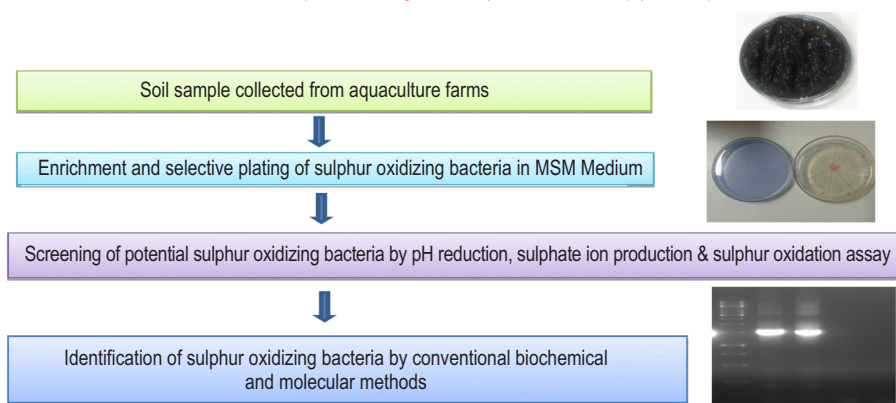 Soil sample collected from aquaculture farms
Enrichment and selective plating of sulphur oxidizing bacteria in MSM Medium
Screening of potential sulphur oxidizing bacteria by pH reduction, sulphate ion production & sulphur oxidation assay
Identification of sulphur oxidizing bacteria by conventional biochemical
and molecular methods